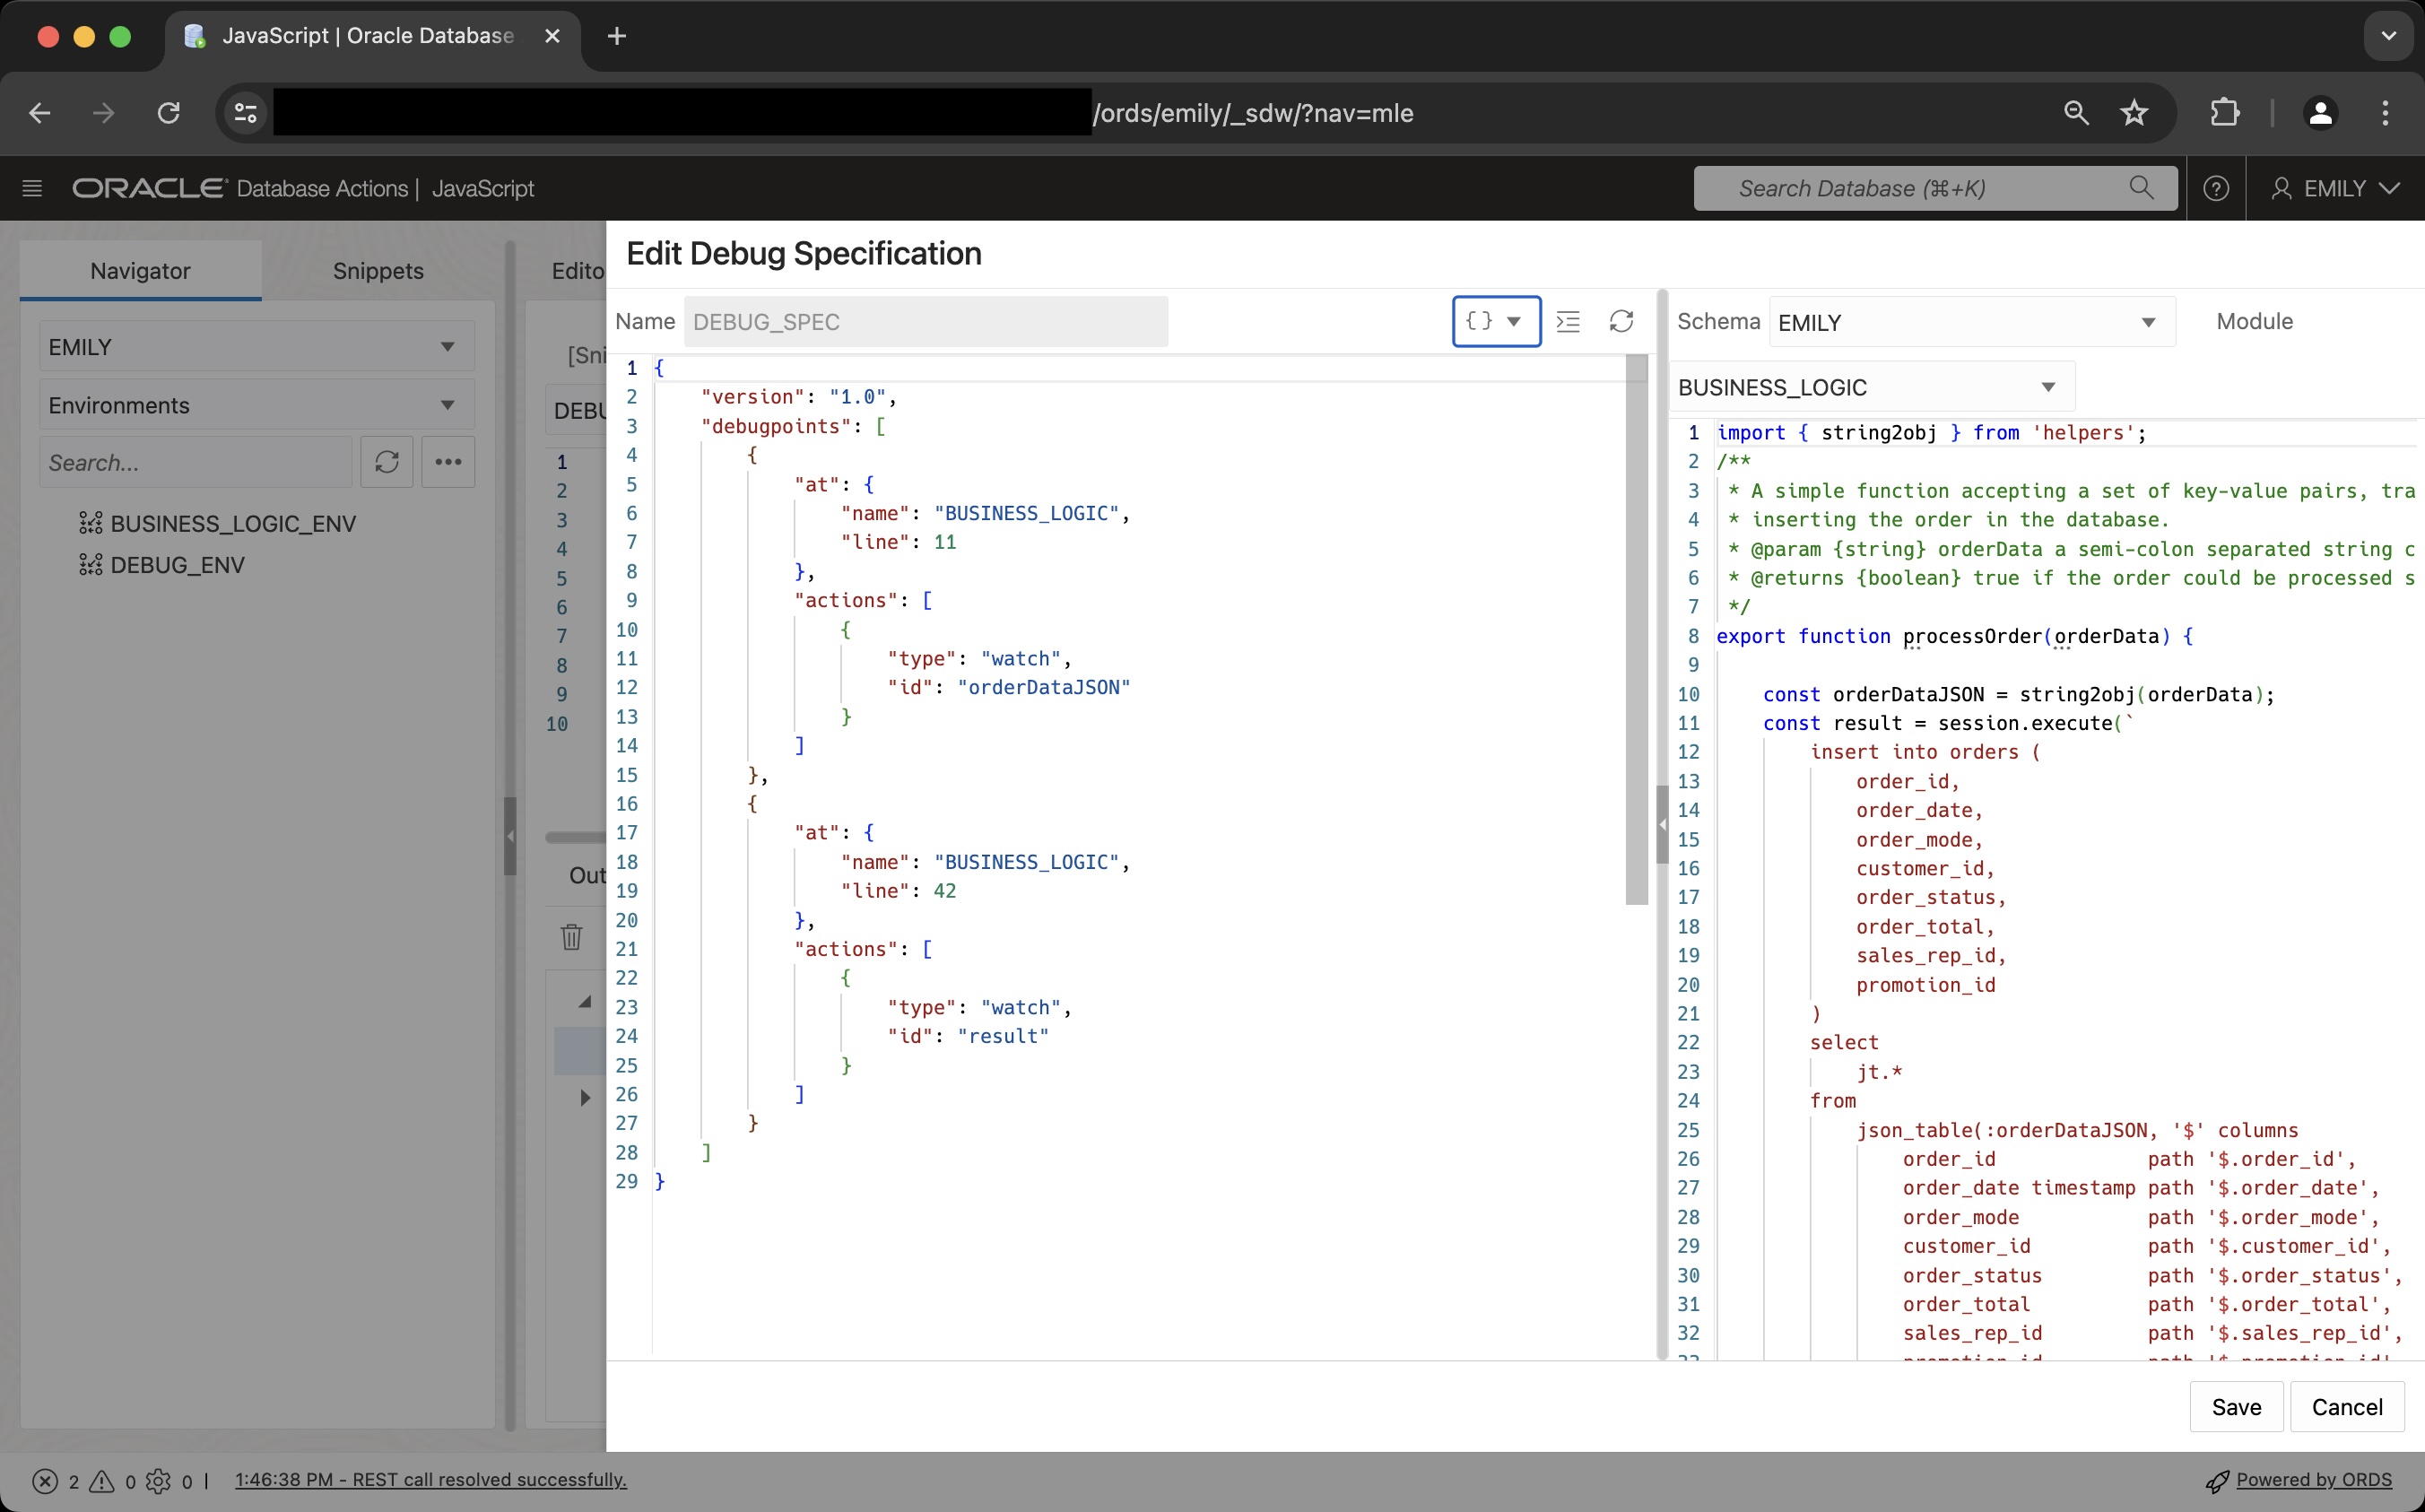 JavaScript | Oracle Database
/ords/emily/_sdw/?nav=mle
ORACLE Database Actions | JavaScript
Search Database (⌘+K)
EMILY
Navigator
Snippets
EMILY
Environments
Search...
BUSINESS_LOGIC_ENV
DEBUG_ENV
Edito
[Sni
DEBU
1
2
3
4
5
6
7
8
9
10
Out
Edit Debug Specification
Name DEBUG_SPEC
{ }
1 {
2 "version": "1.0",
3 "debugpoints": [
4 {
5 "at": {
6 "name": "BUSINESS_LOGIC",
7 "line": 11
8 },
9 "actions": [
10 {
11 "type": "watch",
12 "id": "orderDataJSON"
13 }
14 ]
15 },
16 {
17 "at": {
18 "name": "BUSINESS_LOGIC",
19 "line": 42
20 },
21 "actions": [
22 {
23 "type": "watch",
24 "id": "result"
25 }
26 ]
27 }
28 ]
29 }
Schema EMILY
Module
BUSINESS_LOGIC
1 import { string2obj } from 'helpers';
2 /**
3 * A simple function accepting a set of key-value pairs, tra
4 * inserting the order in the database.
5 * @param {string} orderData a semi-colon separated string c
6 * @returns {boolean} true if the order could be processed s
7 */
8 export function processOrder(orderData) {
9
10 const orderDataJSON = string2obj(orderData);
11 const result = session.execute(`
12 insert into orders (
13 order_id,
14 order_date,
15 order_mode,
16 customer_id,
17 order_status,
18 order_total,
19 sales_rep_id,
20 promotion_id
21 )
22 select
23 jt.*
24 from
25 json_table(:orderDataJSON, '$' columns
26 order_id path '$.order_id',
27 order_date timestamp path '$.order_date',
28 order_mode path '$.order_mode',
29 customer_id path '$.customer_id',
30 order_status path '$.order_status',
31 order_total path '$.order_total',
32 sales_rep_id path '$.sales_rep_id',
Save
Cancel
2 0 0 | 1:46:38 PM - REST call resolved successfully.
Powered by ORDS